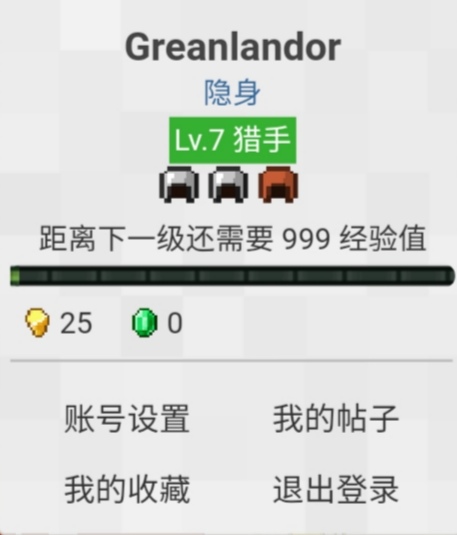 Greanlandor
隐身
Lv.7 猎手
距离下一级还需要 999 经验值
25 0
账号设置 我的帖子
我的收藏 退出登录